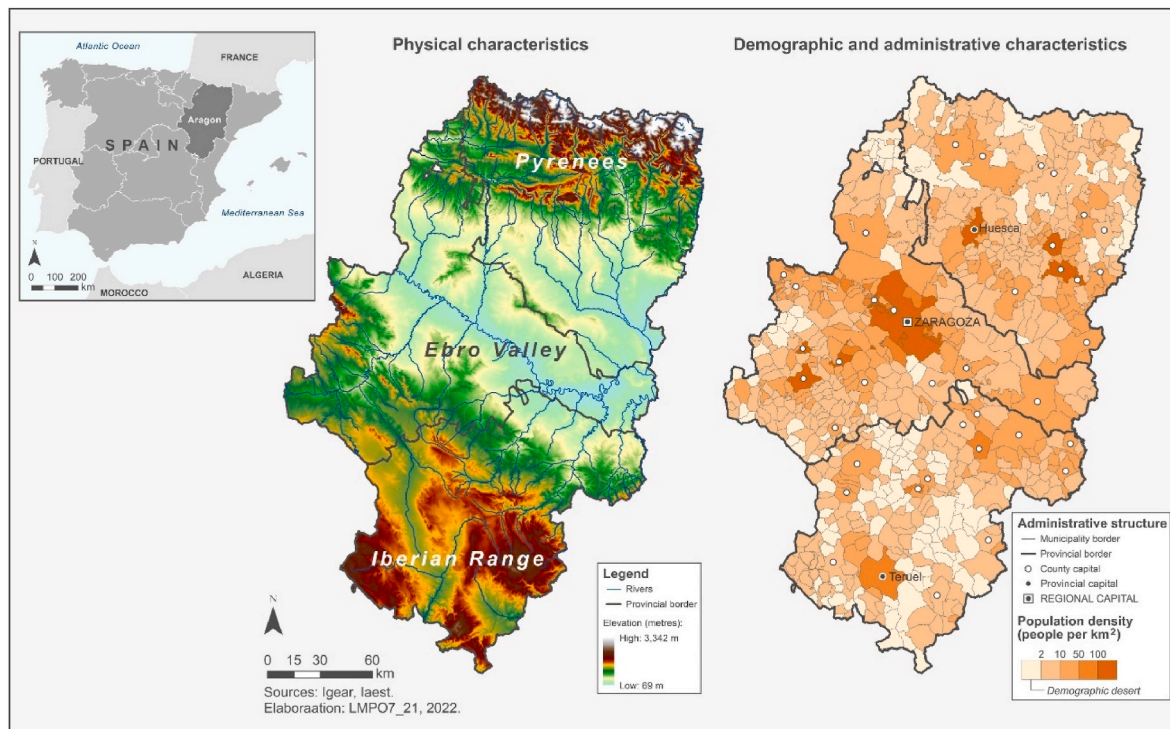 Atlantic Ocean
FRANCE
Aragon
SPAIN
PORTUGAL
Mediterranean Sea
N
0 100 200
km
MOROCCO
ALGERIA
Physical characteristics
Pyrenees
Ebro Valley
Iberian Range
N
0 15 30 60
km
Sources: Igear, Iaest.
Elaboraation: LMPO7_21, 2022.
Legend
Rivers
Provincial border
Elevation (metres):
High: 3,342 m
Low: 69 m
Demographic and administrative characteristics
Huesca
ZARAGOZA
Teruel
Administrative structure
Municipality border
Provincial border
County capital
Provincial capital
REGIONAL CAPITAL
Population density
(people per km²)
2 10 50 100
Demographic desert